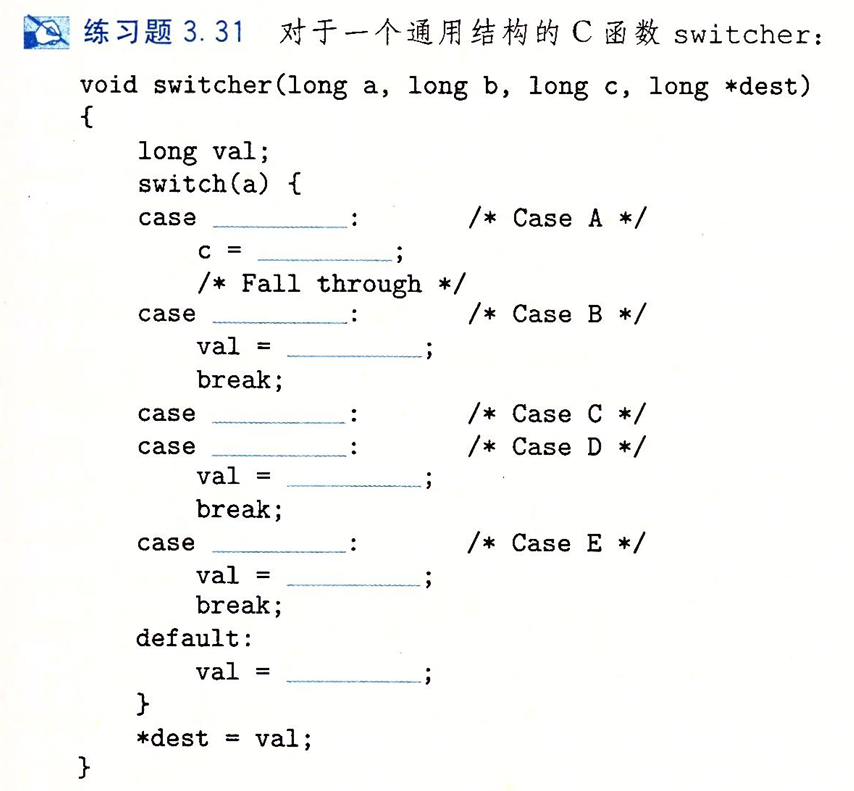 练习题 3.31 对于一个通用结构的 C 函数 switcher:
void switcher(long a, long b, long c, long *dest)
{
long val;
switch(a) {
case ________: /* Case A */
c = ________;
/* Fall through */
case ________: /* Case B */
val = ________;
break;
case ________: /* Case C */
case ________: /* Case D */
val = ________;
break;
case ________: /* Case E */
val = ________;
break;
default:
val = ________;
}
*dest = val;
}